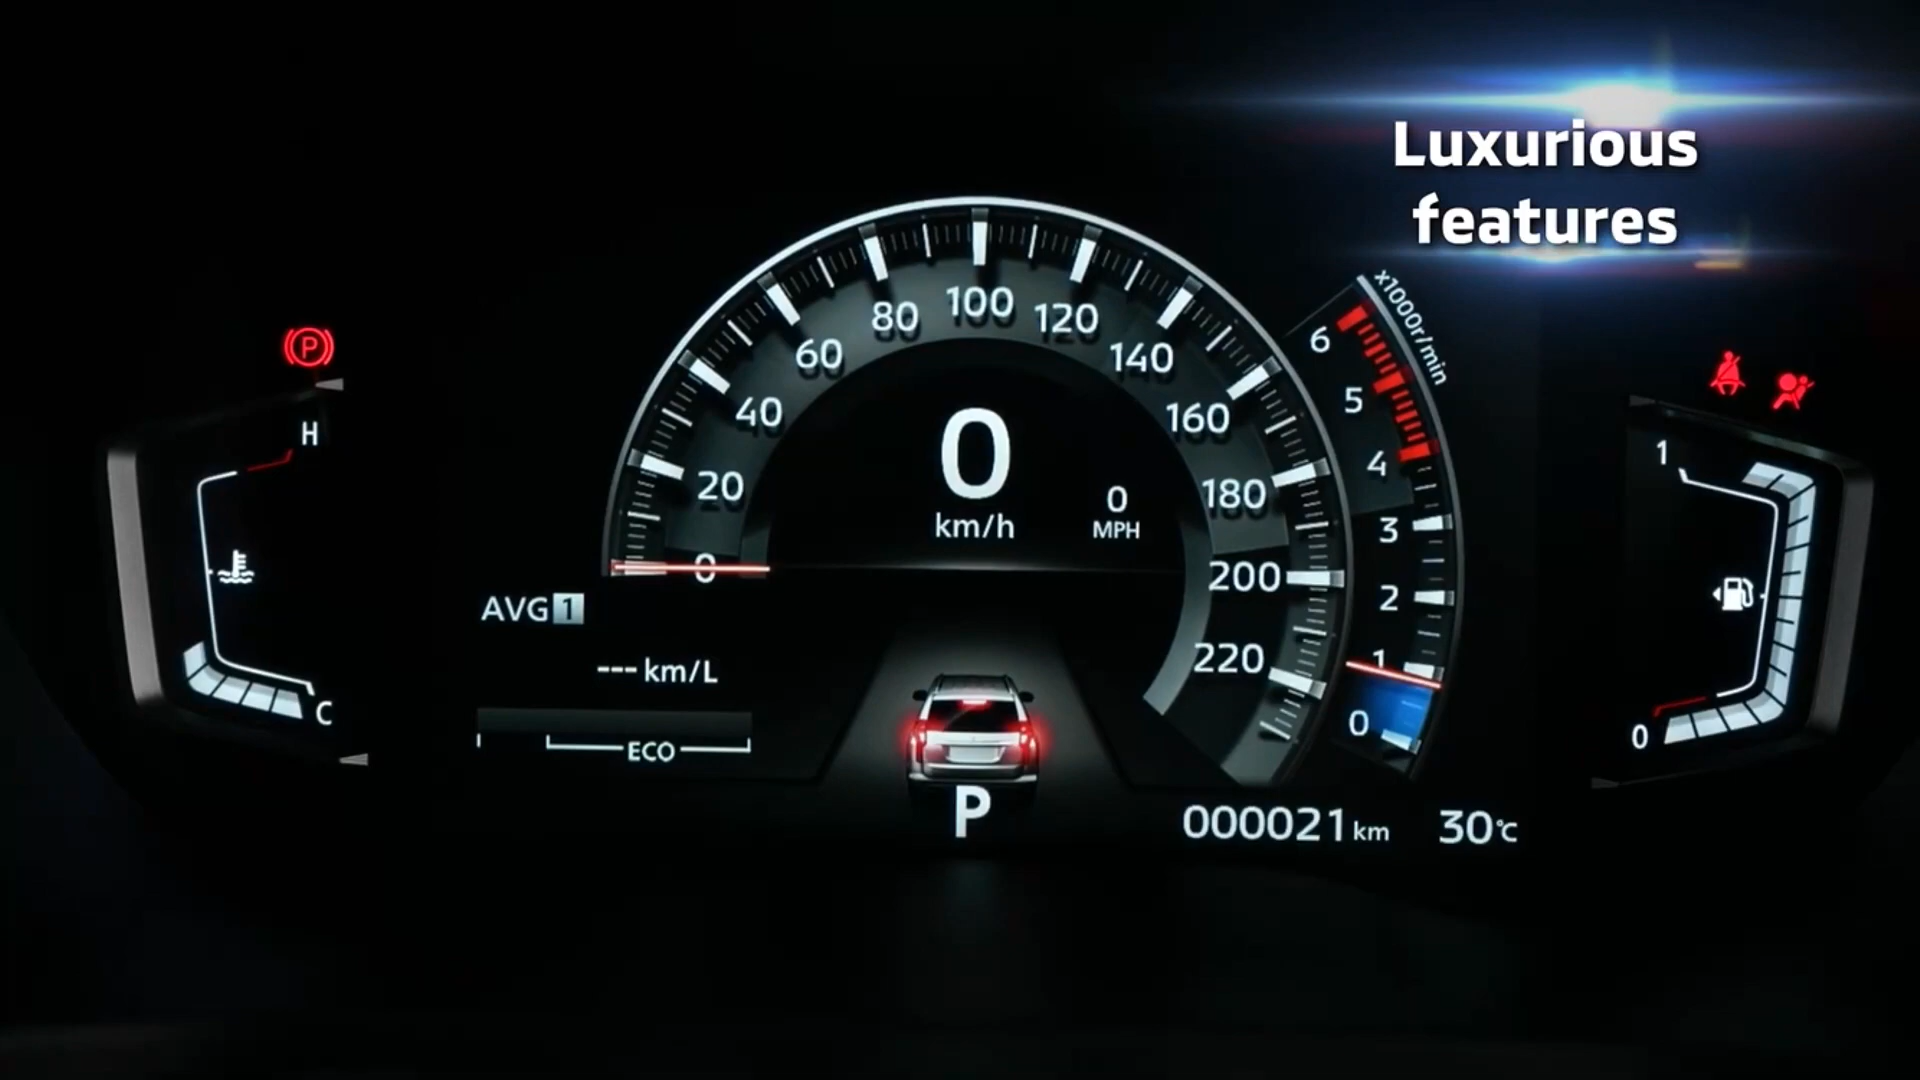 Luxurious
features
x1000r/min
P
H
C
0
20
40
60
80
100
120
140
160
180
200
220
0
km/h
0
MPH
6
5
4
3
2
1
0
1
0
AVG 1
--- km/L
ECO
P
000021 km
30°C